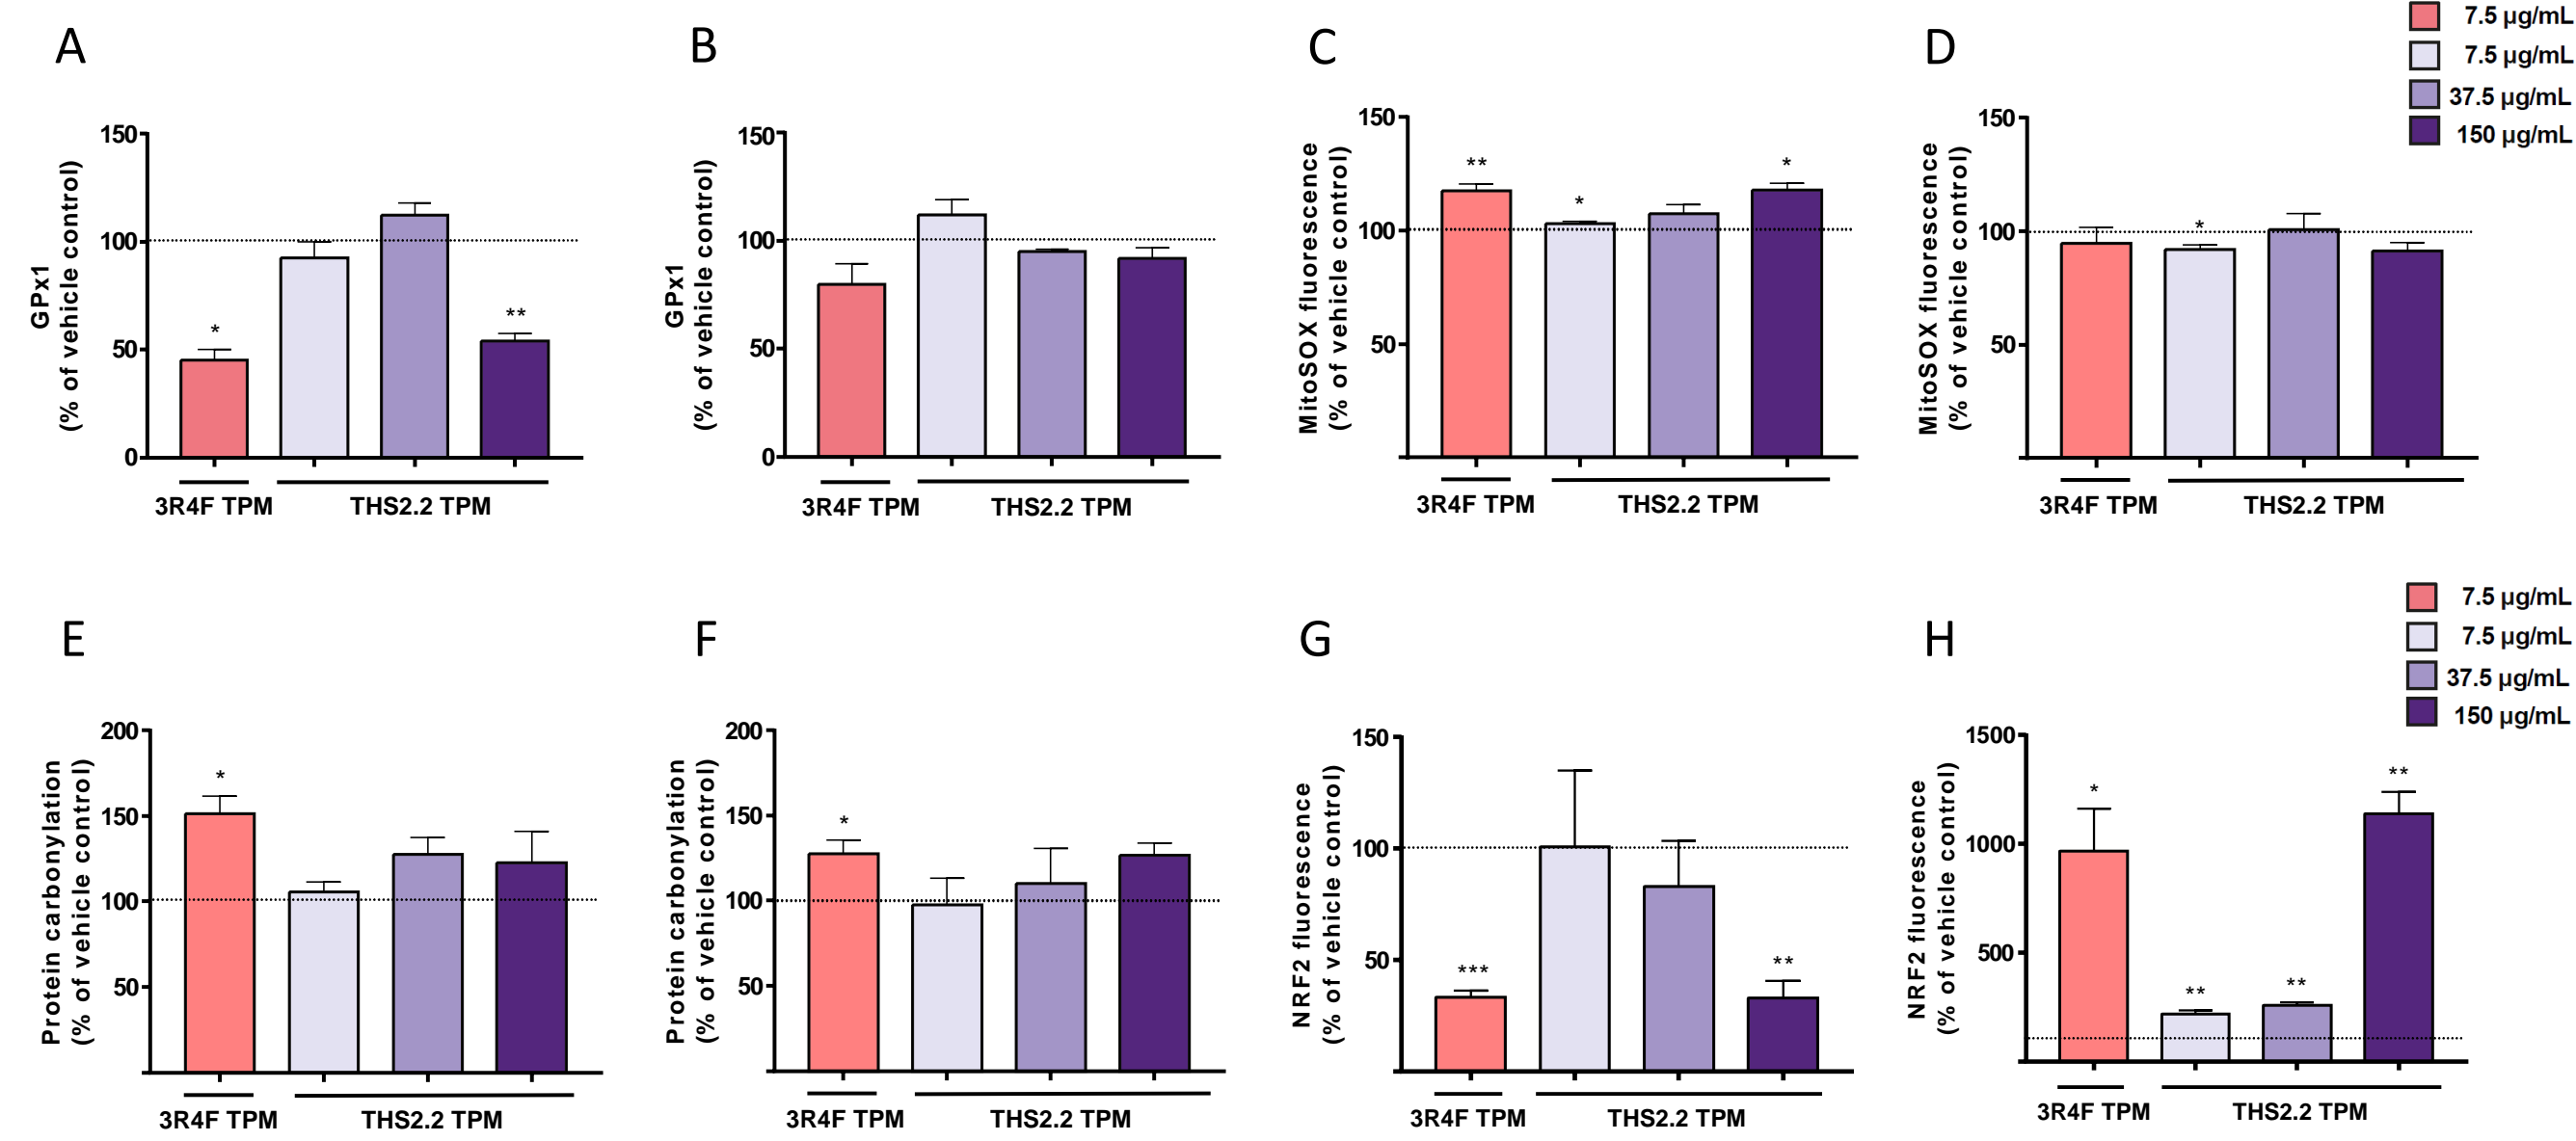 A
B
C
D
7.5 µg/mL
7.5 µg/mL
37.5 µg/mL
150 µg/mL
GPx1
(% of vehicle control)
150
100
50
0
*
**
3R4F TPM
THS2.2 TPM
GPx1
(% of vehicle control)
150
100
50
0
3R4F TPM
THS2.2 TPM
MitoSOX fluorescence
(% of vehicle control)
150
100
50
**
*
*
3R4F TPM
THS2.2 TPM
MitoSOX fluorescence
(% of vehicle control)
150
100
50
*
3R4F TPM
THS2.2 TPM
E
F
G
H
7.5 µg/mL
7.5 µg/mL
37.5 µg/mL
150 µg/mL
Protein carbonylation
(% of vehicle control)
200
150
100
50
*
3R4F TPM
THS2.2 TPM
Protein carbonylation
(% of vehicle control)
200
150
100
50
*
3R4F TPM
THS2.2 TPM
NRF2 fluorescence
(% of vehicle control)
150
100
50
***
**
3R4F TPM
THS2.2 TPM
NRF2 fluorescence
(% of vehicle control)
1500
1000
500
*
**
**
**
3R4F TPM
THS2.2 TPM